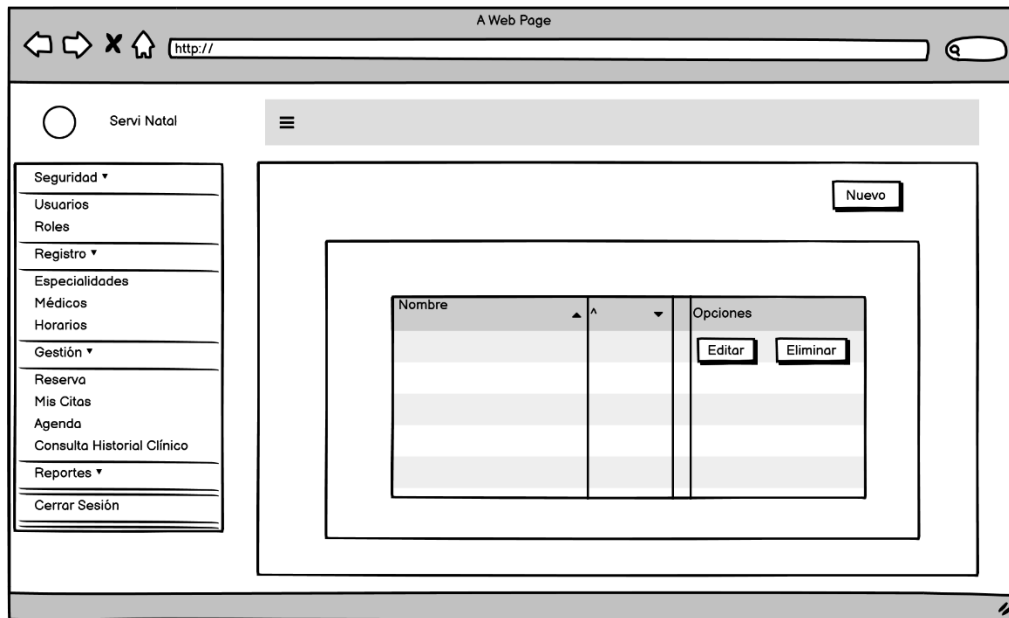 A Web Page
http://
Servi Natal
Seguridad
Usuarios
Roles
Registro
Especialidades
Médicos
Horarios
Gestión
Reserva
Mis Citas
Agenda
Consulta Historial Clínico
Reportes
Cerrar Sesión
Nuevo
Nombre ^ Opciones
Editar Eliminar